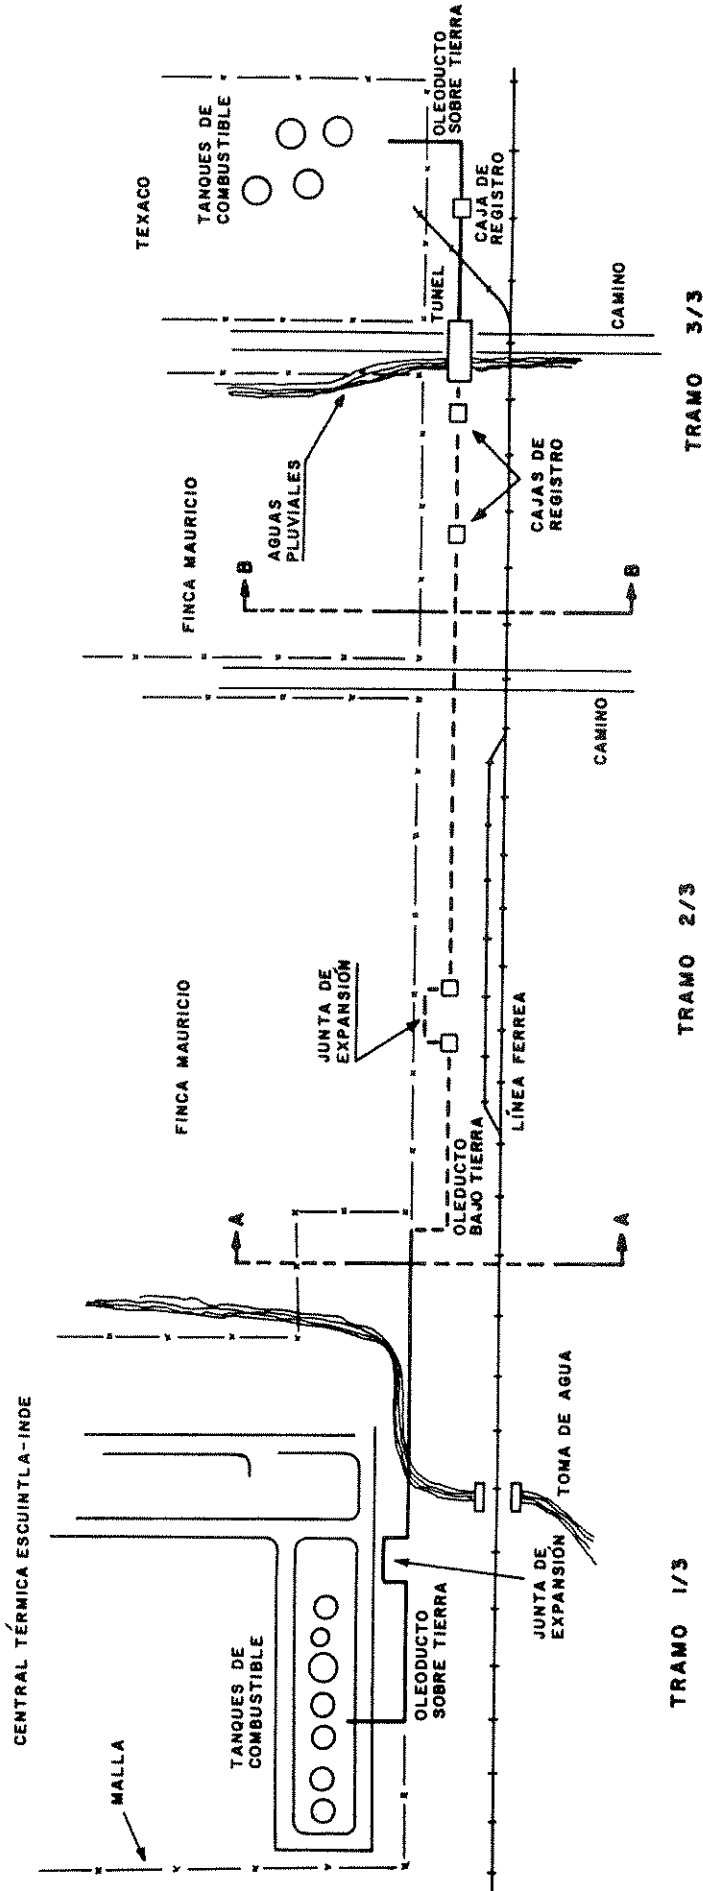 CENTRAL TÉRMICA ESCUINTLA-INDE
MALLA
TANQUES DE
COMBUSTIBLE
OLEODUCTO
SOBRE TIERRA
JUNTA DE
EXPANSIÓN
TOMA DE AGUA
A
A
TRAMO 1/3
FINCA MAURICIO
JUNTA DE
EXPANSIÓN
OLEDUCTO
BAJO TIERRA
LÍNEA FERREA
CAMINO
TRAMO 2/3
B
B
FINCA MAURICIO
AGUAS
PLUVIALES
CAJAS DE
REGISTRO
TEXACO
TANQUES DE
COMBUSTIBLE
TUNEL
OLEODUCTO
SOBRE TIERRA
CAJA DE
REGISTRO
CAMINO
TRAMO 3/3